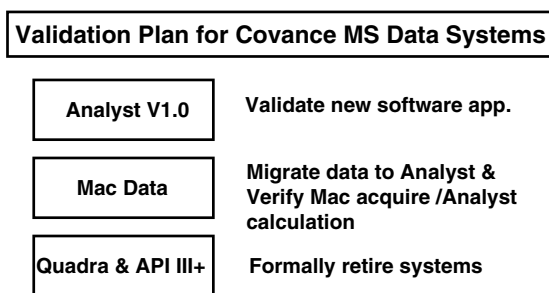 Validation Plan for Covance MS Data Systems
Analyst V1.0
Validate new software app.
Mac Data
Migrate data to Analyst &
Verify Mac acquire /Analyst
calculation
Quadra & API III+
Formally retire systems